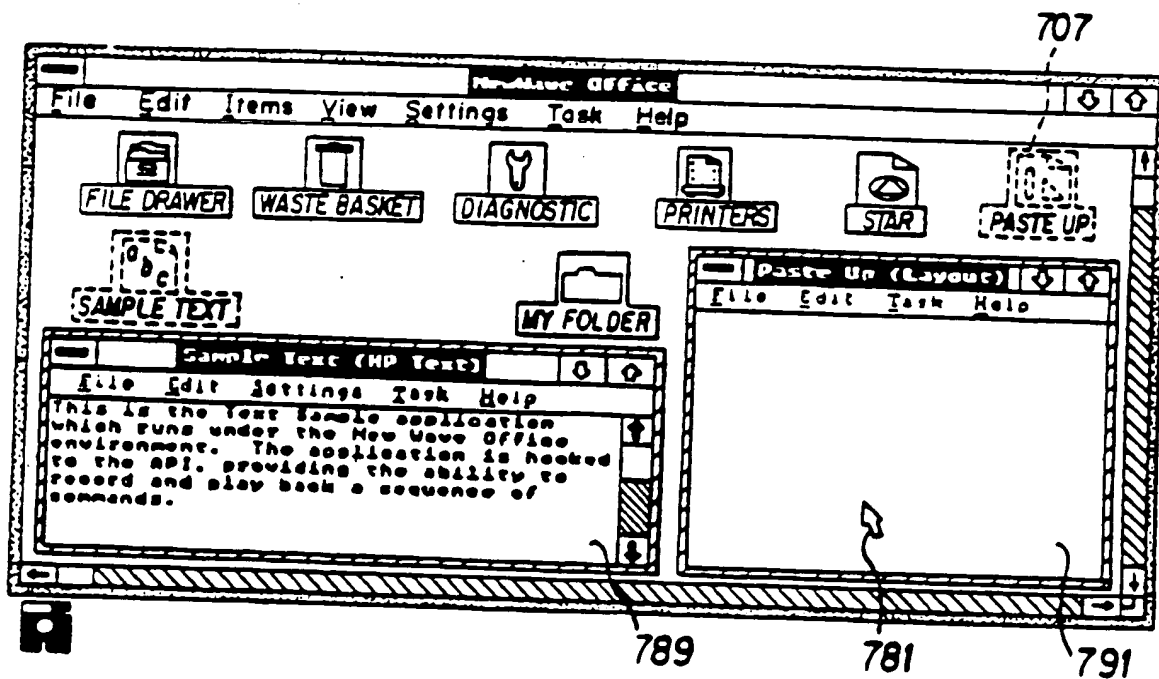 707
NewWave Office
File Edit Items View Settings Task Help
FILE DRAWER WASTE BASKET DIAGNOSTIC PRINTERS STAR PASTE UP
SAMPLE TEXT MY FOLDER
Paste Up (Layout)
File Edit Task Help
Sample Text (HP Text)
File Edit Settings Task Help
This is the Text Sample application
which runs under the New Wave Office
environment. The application is hooked
to the API, providing the ability to
record and play back a sequence of
commands.
789 781 791